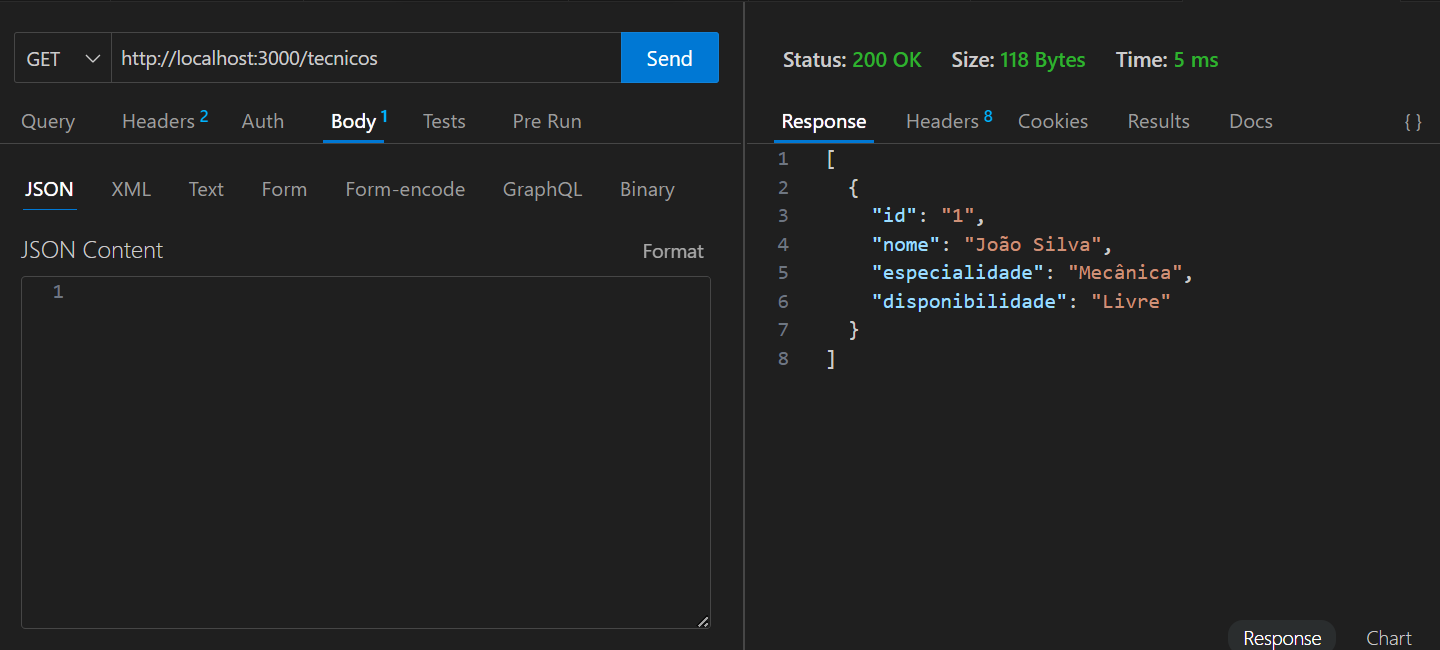 GET http://localhost:3000/tecnicos Send
Query Headers 2 Auth Body 1 Tests Pre Run
JSON XML Text Form Form-encode GraphQL Binary
JSON Content Format
1
Status: 200 OK Size: 118 Bytes Time: 5 ms
Response Headers 8 Cookies Results Docs { }
1 [
2 {
3 "id": "1",
4 "nome": "João Silva",
5 "especialidade": "Mecânica",
6 "disponibilidade": "Livre"
7 }
8 ]
Response Chart